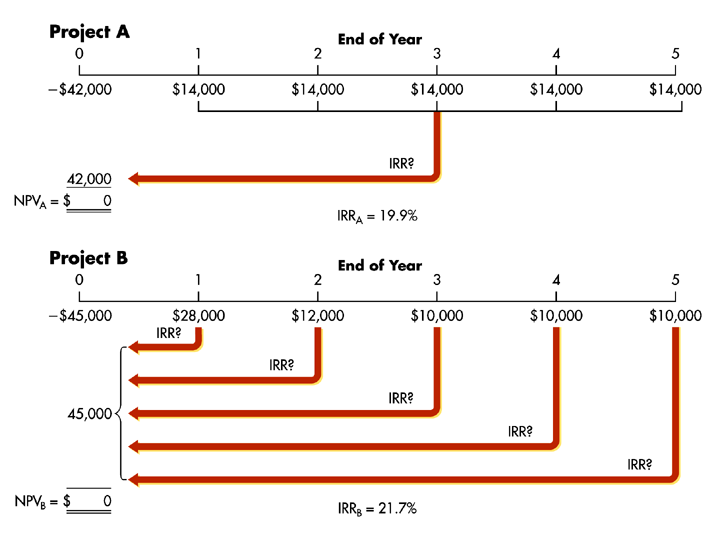 Project A
End of Year
0 1 2 3 4 5
−$42,000 $14,000 $14,000 $14,000 $14,000 $14,000
IRR?
42,000
NPVA = $ 0
IRRA = 19.9%
Project B
End of Year
0 1 2 3 4 5
−$45,000 $28,000 $12,000 $10,000 $10,000 $10,000
IRR?
IRR?
IRR?
45,000
IRR?
IRR?
NPVB = $ 0
IRRB = 21.7%